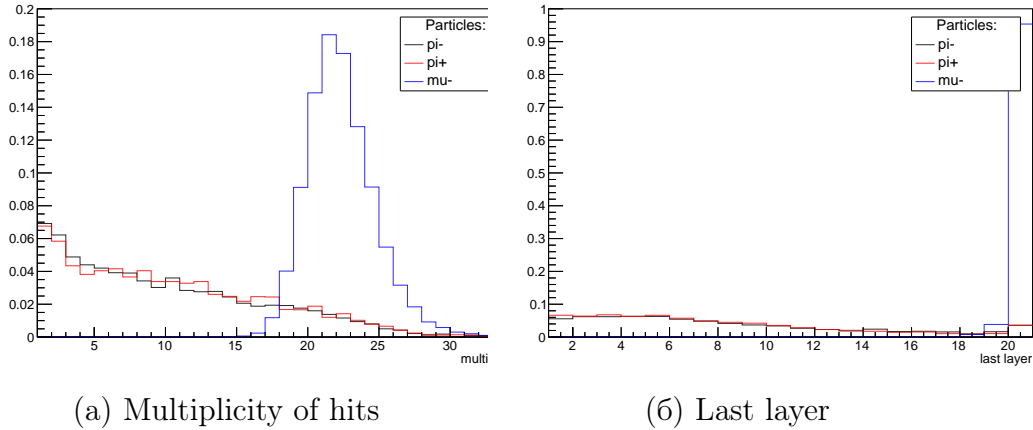 0.2
0.18
0.16
0.14
0.12
0.1
0.08
0.06
0.04
0.02
0
5 10 15 20 25 30
multi
Particles:
pi-
pi+
mu-
1
0.9
0.8
0.7
0.6
0.5
0.4
0.3
0.2
0.1
0
2 4 6 8 10 12 14 16 18 20
last layer
Particles:
pi-
pi+
mu-
(a) Multiplicity of hits
(б) Last layer